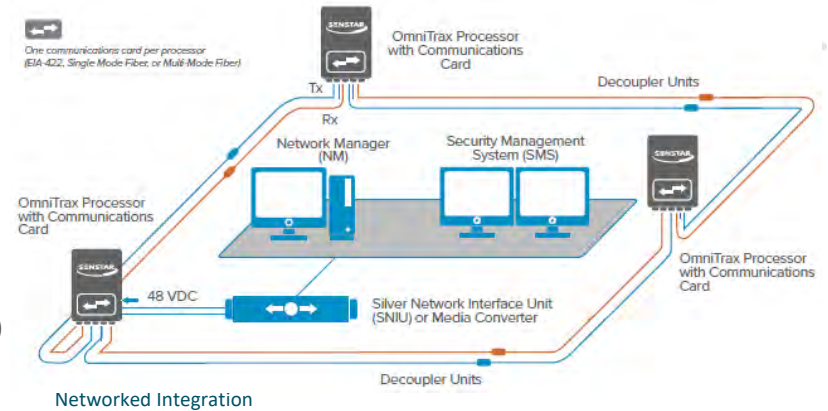 One communications card per processor
(EIA-422, Single Mode Fiber, or Multi-Mode Fiber)
SENSTAR
OmniTrax Processor
with Communications
Card
Tx
Rx
Decoupler Units
Network Manager
(NM)
Security Management
System (SMS)
SENSTAR
OmniTrax Processor
with Communications
Card
OmniTrax Processor
with Communications
Card
SENSTAR
48 VDC
Silver Network Interface Unit
(SNIU) or Media Converter
Decoupler Units
Networked Integration